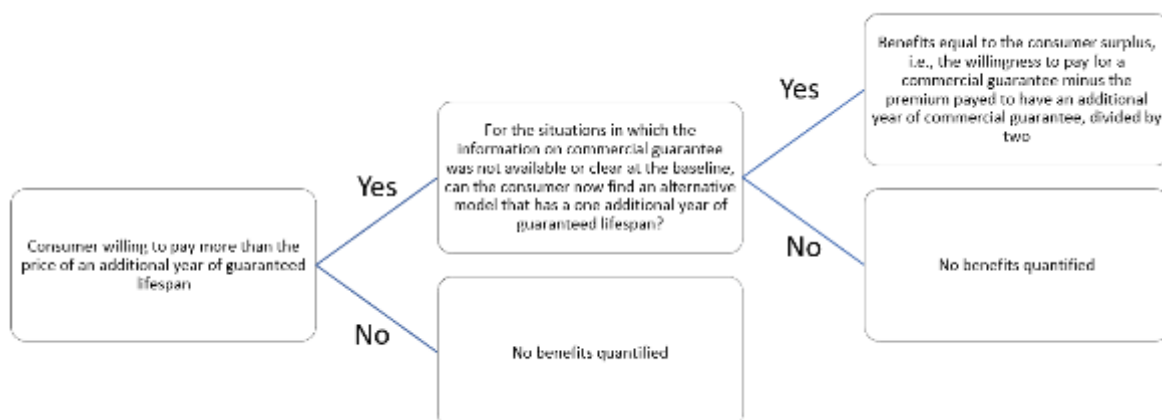 Consumer willing to pay more than the
price of an additional year of guaranteed
lifespan
Yes
No
For the situations in which the
information on commercial guarantee
was not available or clear at the baseline,
can the consumer now find an alternative
model that has a one additional year of
guaranteed lifespan?
No benefits quantified
Yes
No
Benefits equal to the consumer surplus,
i.e., the willingness to pay for a
commercial guarantee minus the
premium payed to have an additional
year of commercial guarantee, divided by
two
No benefits quantified